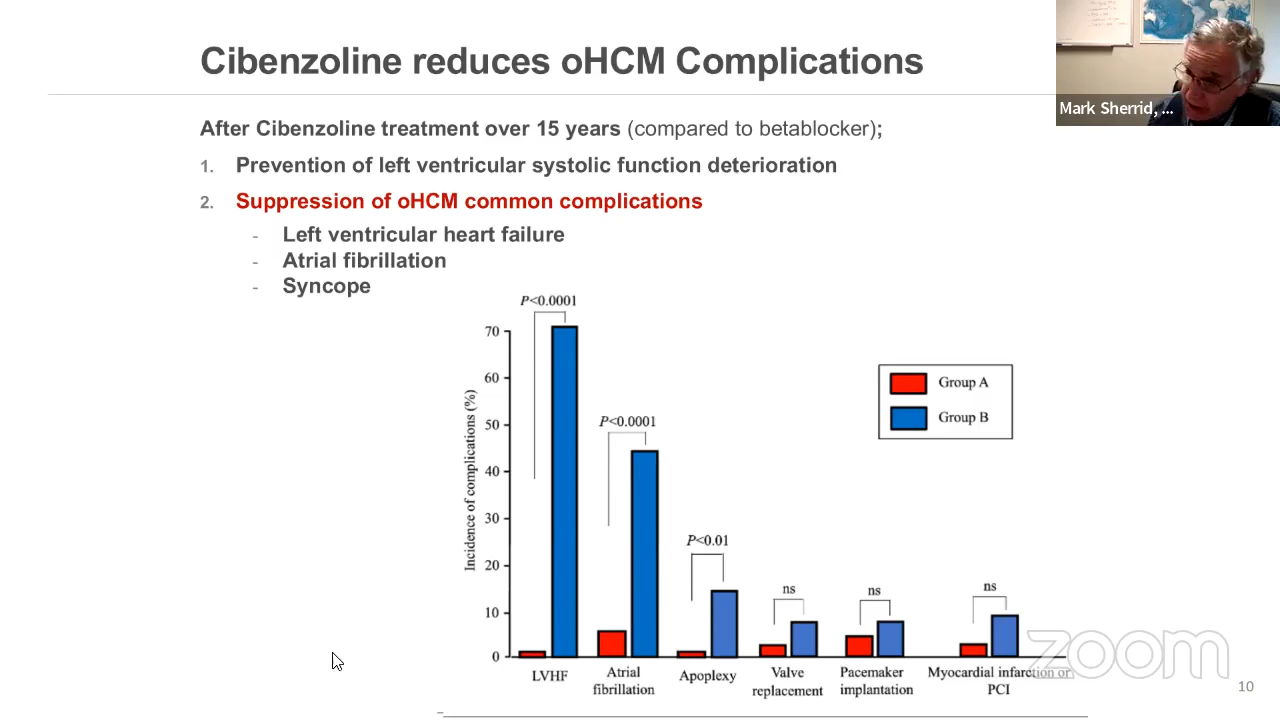 Cibenzoline reduces oHCM Complications
Mark Sherrid, ...
After Cibenzoline treatment over 15 years (compared to betablocker);
1. Prevention of left ventricular systolic function deterioration
2. Suppression of oHCM common complications
- Left ventricular heart failure
- Atrial fibrillation
- Syncope
P<0.0001
P<0.0001
P<0.01
ns
ns
ns
Group A
Group B
Incidence of complications (%)
70
60
50
40
30
20
10
0
LVHF
Atrial
fibrillation
Apoplexy
Valve
replacement
Pacemaker
implantation
Myocardial infarction or
PCI
zoom
10